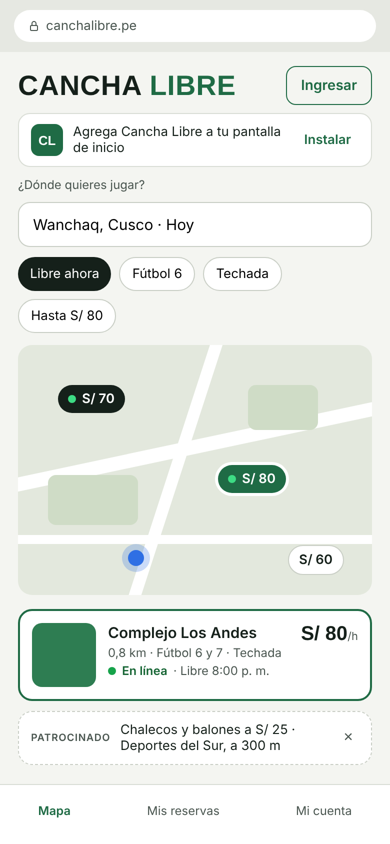 canchalibre.pe
CANCHA LIBRE
Ingresar
CL
Agrega Cancha Libre a tu pantalla
de inicio
Instalar
¿Dónde quieres jugar?
Wanchaq, Cusco · Hoy
Libre ahora
Fútbol 6
Techada
Hasta S/ 80
S/ 70
S/ 80
S/ 60
Complejo Los Andes
S/ 80/h
0,8 km · Fútbol 6 y 7 · Techada
En línea · Libre 8:00 p. m.
PATROCINADO
Chalecos y balones a S/ 25 ·
Deportes del Sur, a 300 m
×
Mapa
Mis reservas
Mi cuenta